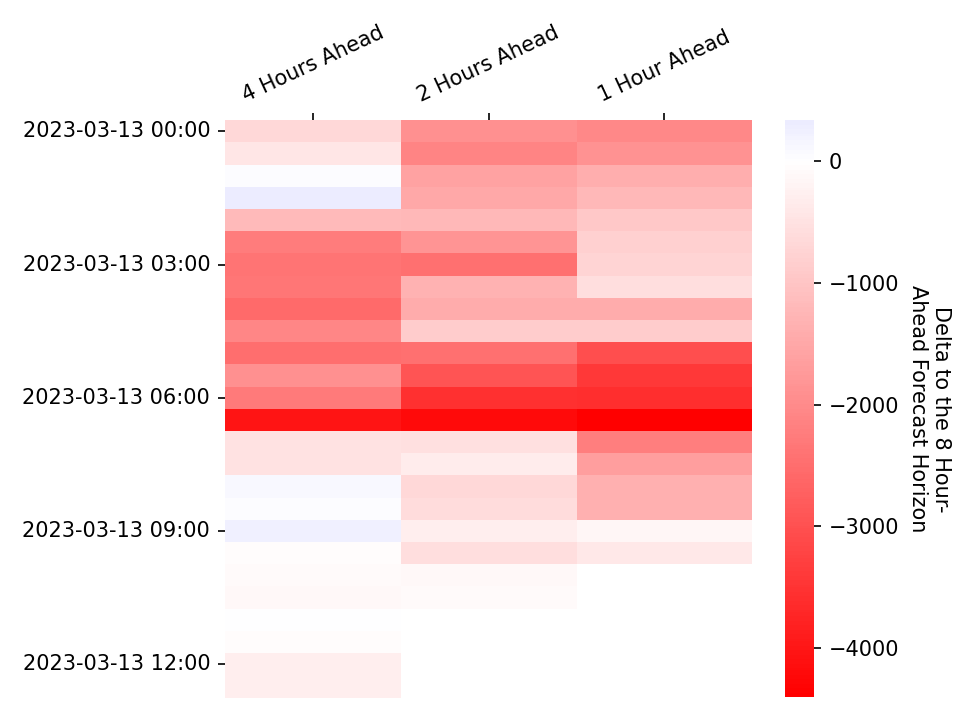 4 Hours Ahead
2 Hours Ahead
1 Hour Ahead
2023-03-13 00:00
2023-03-13 03:00
2023-03-13 06:00
2023-03-13 09:00
2023-03-13 12:00
0
−1000
−2000
−3000
−4000
Delta to the 8 Hour-
Ahead Forecast Horizon